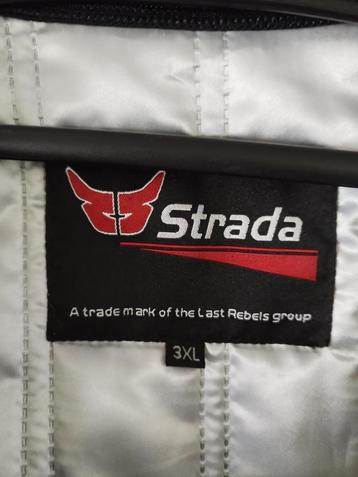 Strada
A trade mark of the Last Rebels group
3XL